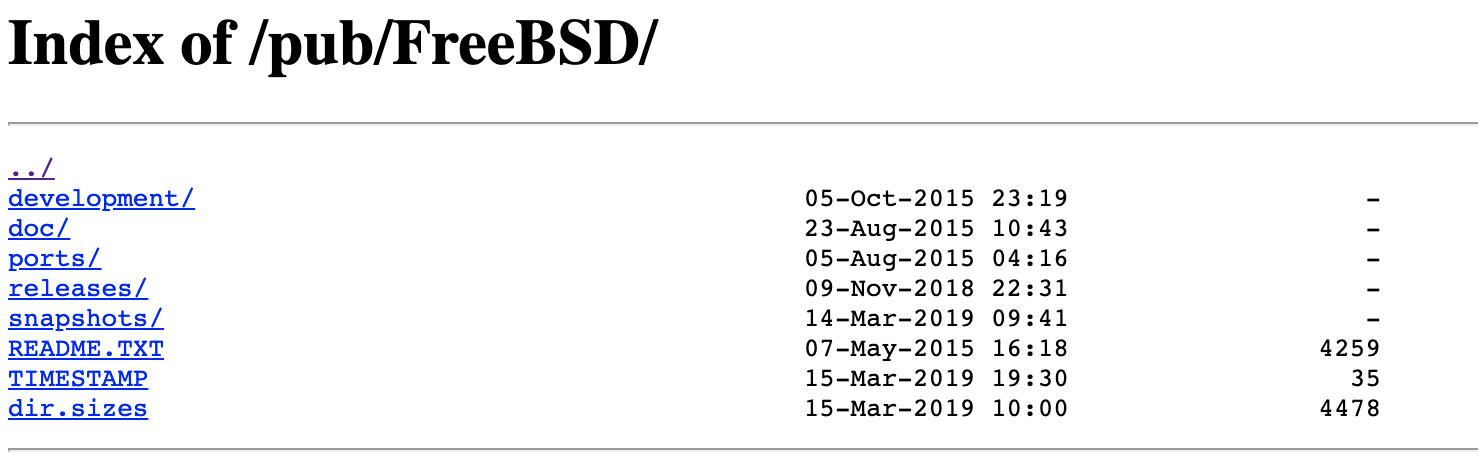 Index of /pub/FreeBSD/
../
development/ 05-Oct-2015 23:19 -
doc/ 23-Aug-2015 10:43 -
ports/ 05-Aug-2015 04:16 -
releases/ 09-Nov-2018 22:31 -
snapshots/ 14-Mar-2019 09:41 -
README.TXT 07-May-2015 16:18 4259
TIMESTAMP 15-Mar-2019 19:30 35
dir.sizes 15-Mar-2019 10:00 4478